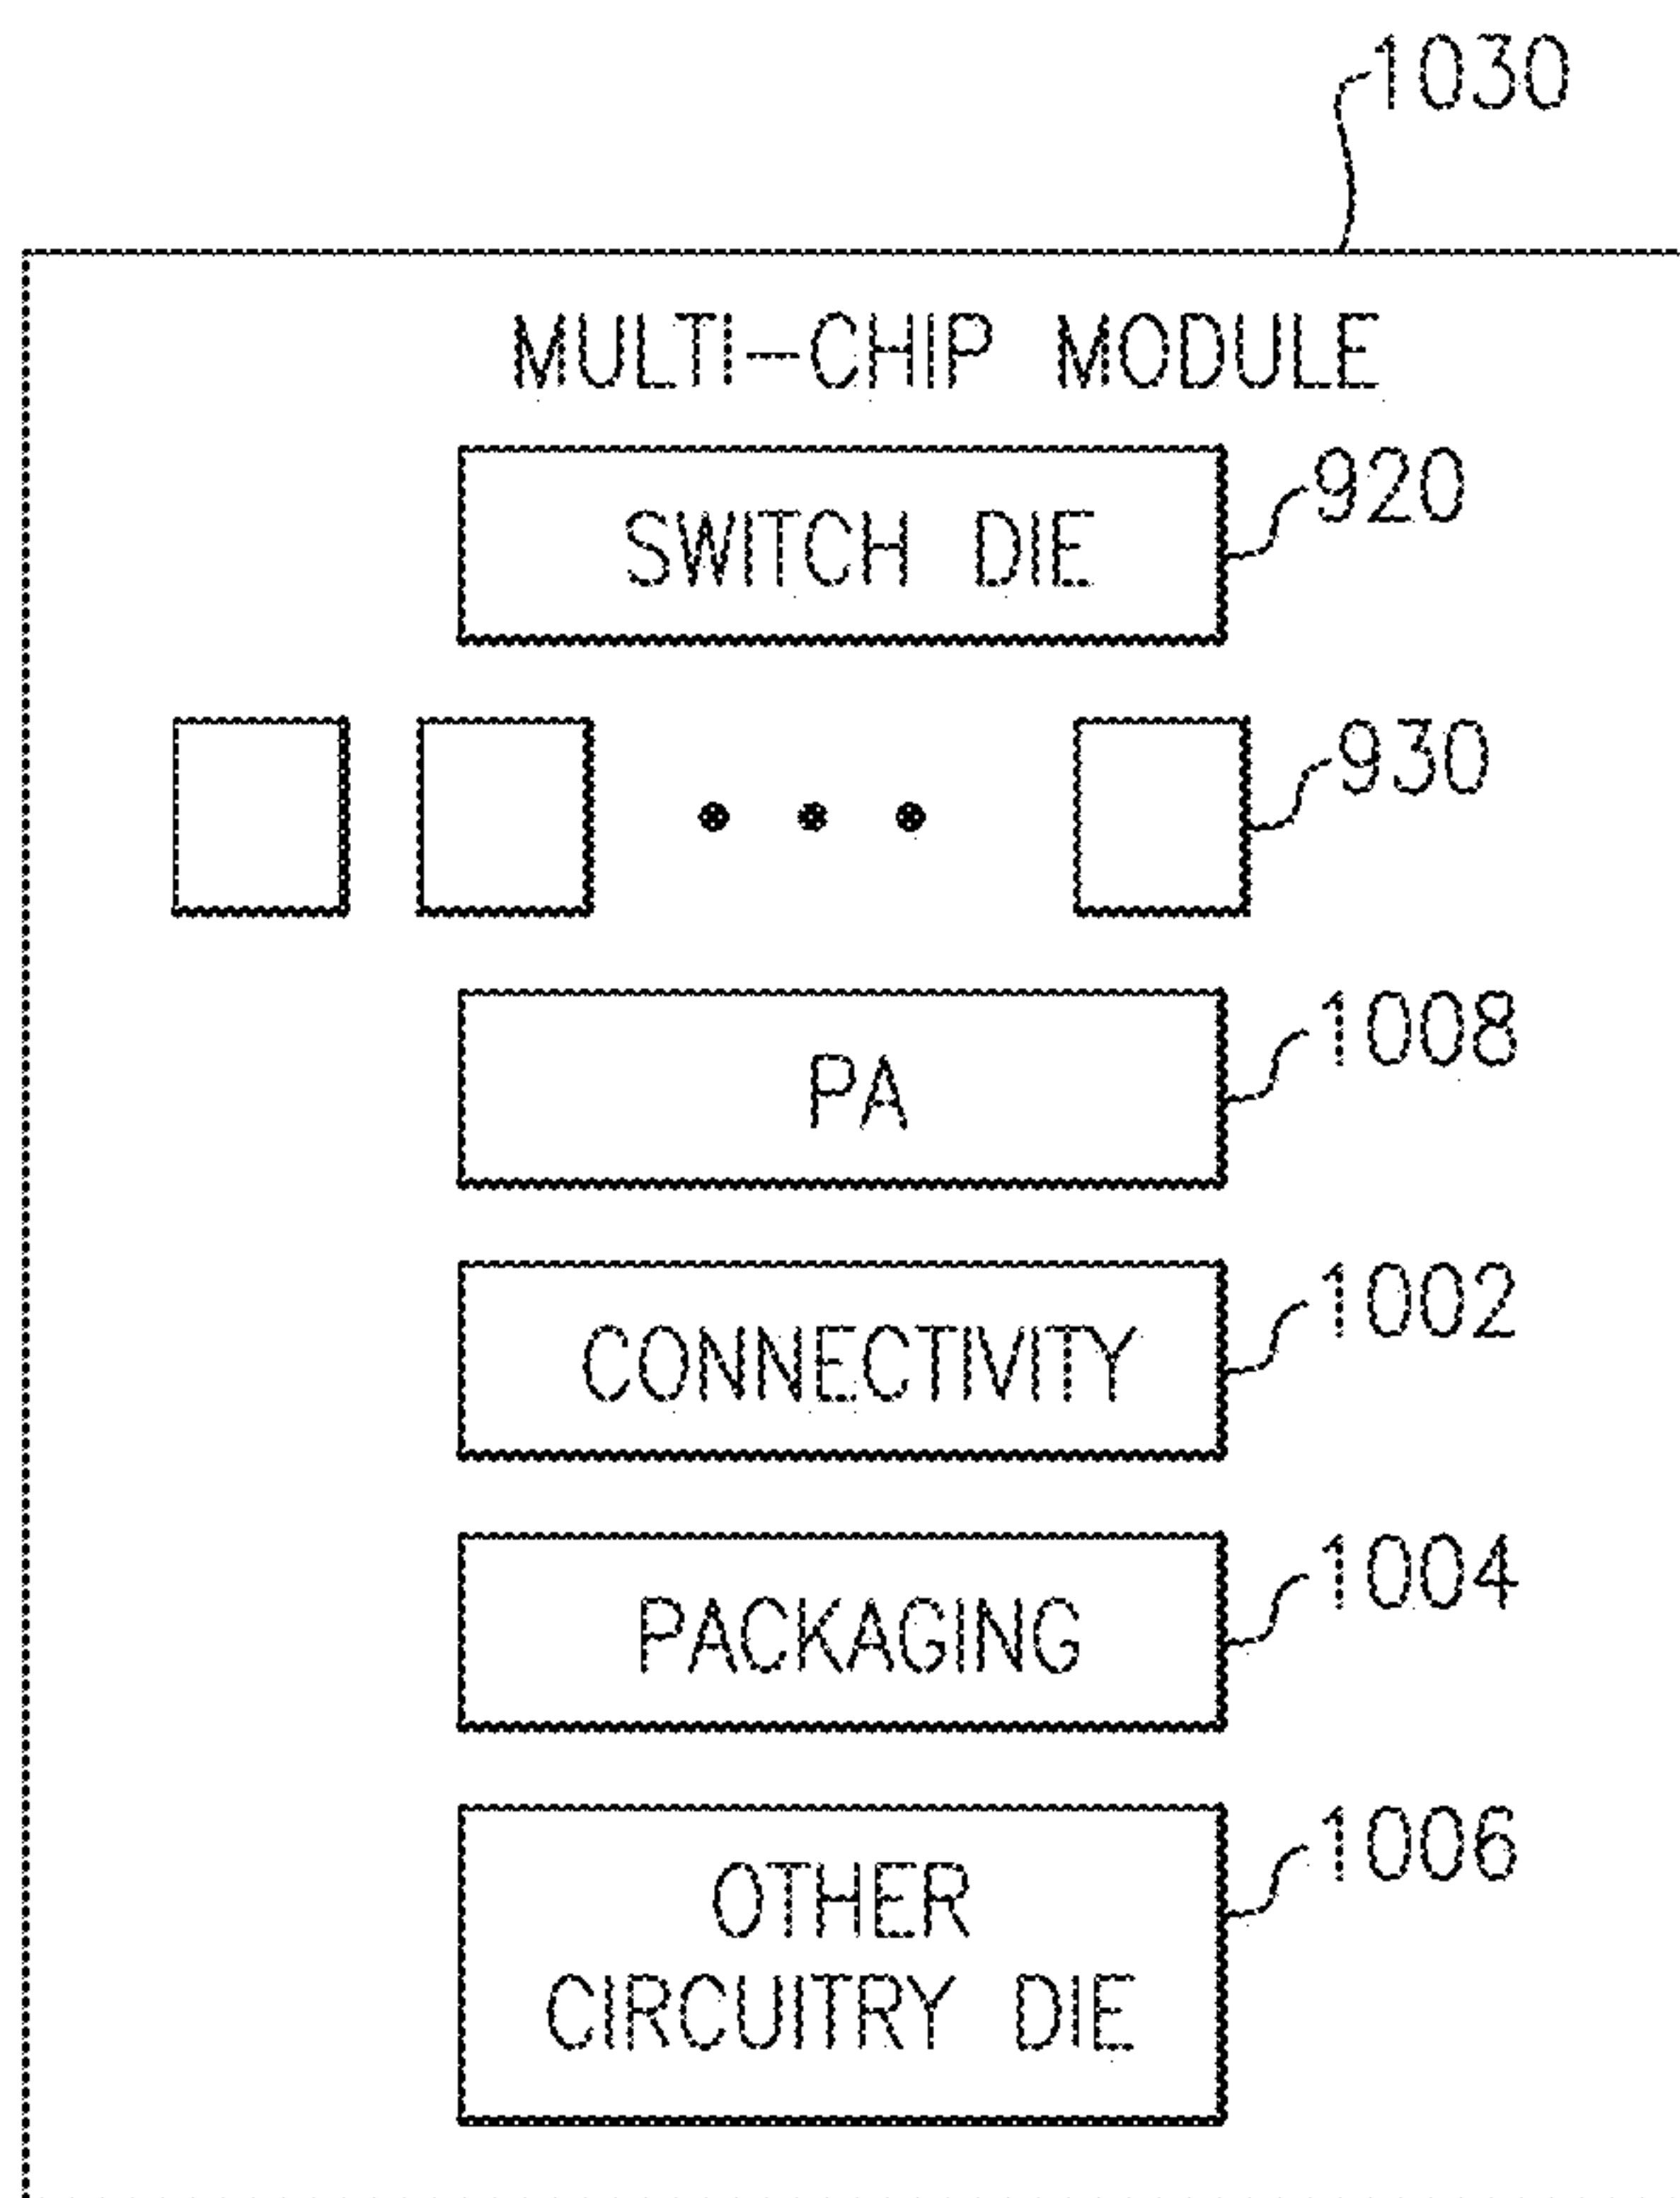 1030
MULTI-CHIP MODULE
SWITCH DIE
920
930
PA
1008
CONNECTIVITY
1002
PACKAGING
1004
OTHER
CIRCUITRY DIE
1006